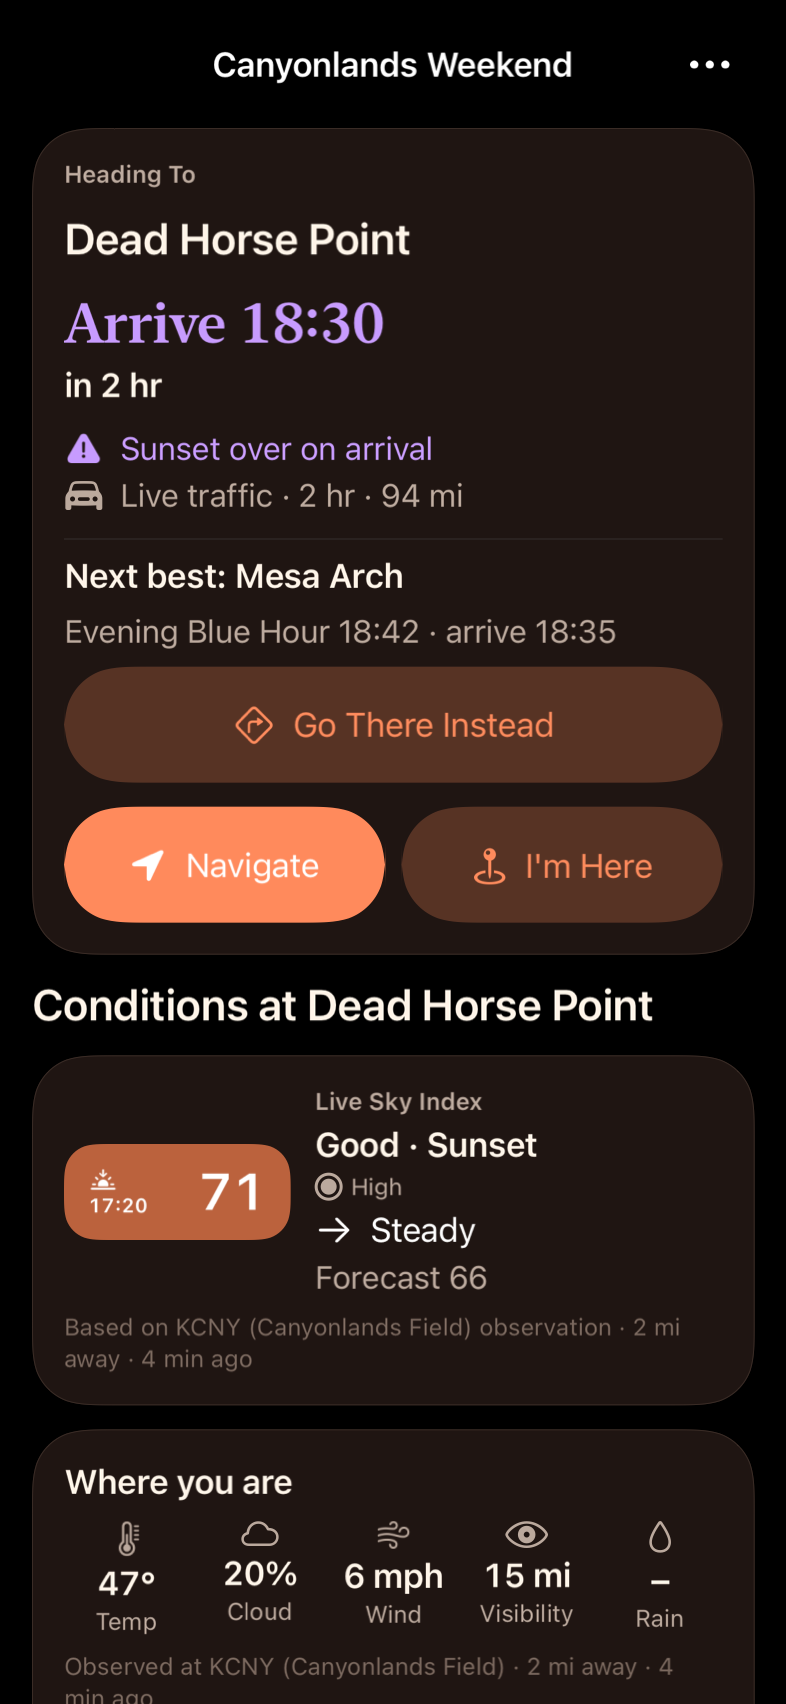 Canyonlands Weekend
Heading To
Dead Horse Point
Arrive 18:30
in 2 hr
Sunset over on arrival
Live traffic · 2 hr · 94 mi
Next best: Mesa Arch
Evening Blue Hour 18:42 · arrive 18:35
Go There Instead
Navigate
I'm Here
Conditions at Dead Horse Point
17:20
71
Live Sky Index
Good · Sunset
High
Steady
Forecast 66
Based on KCNY (Canyonlands Field) observation · 2 mi
away · 4 min ago
Where you are
47° 20% 6 mph 15 mi –
Temp Cloud Wind Visibility Rain
Observed at KCNY (Canyonlands Field) · 2 mi away · 4
min ago